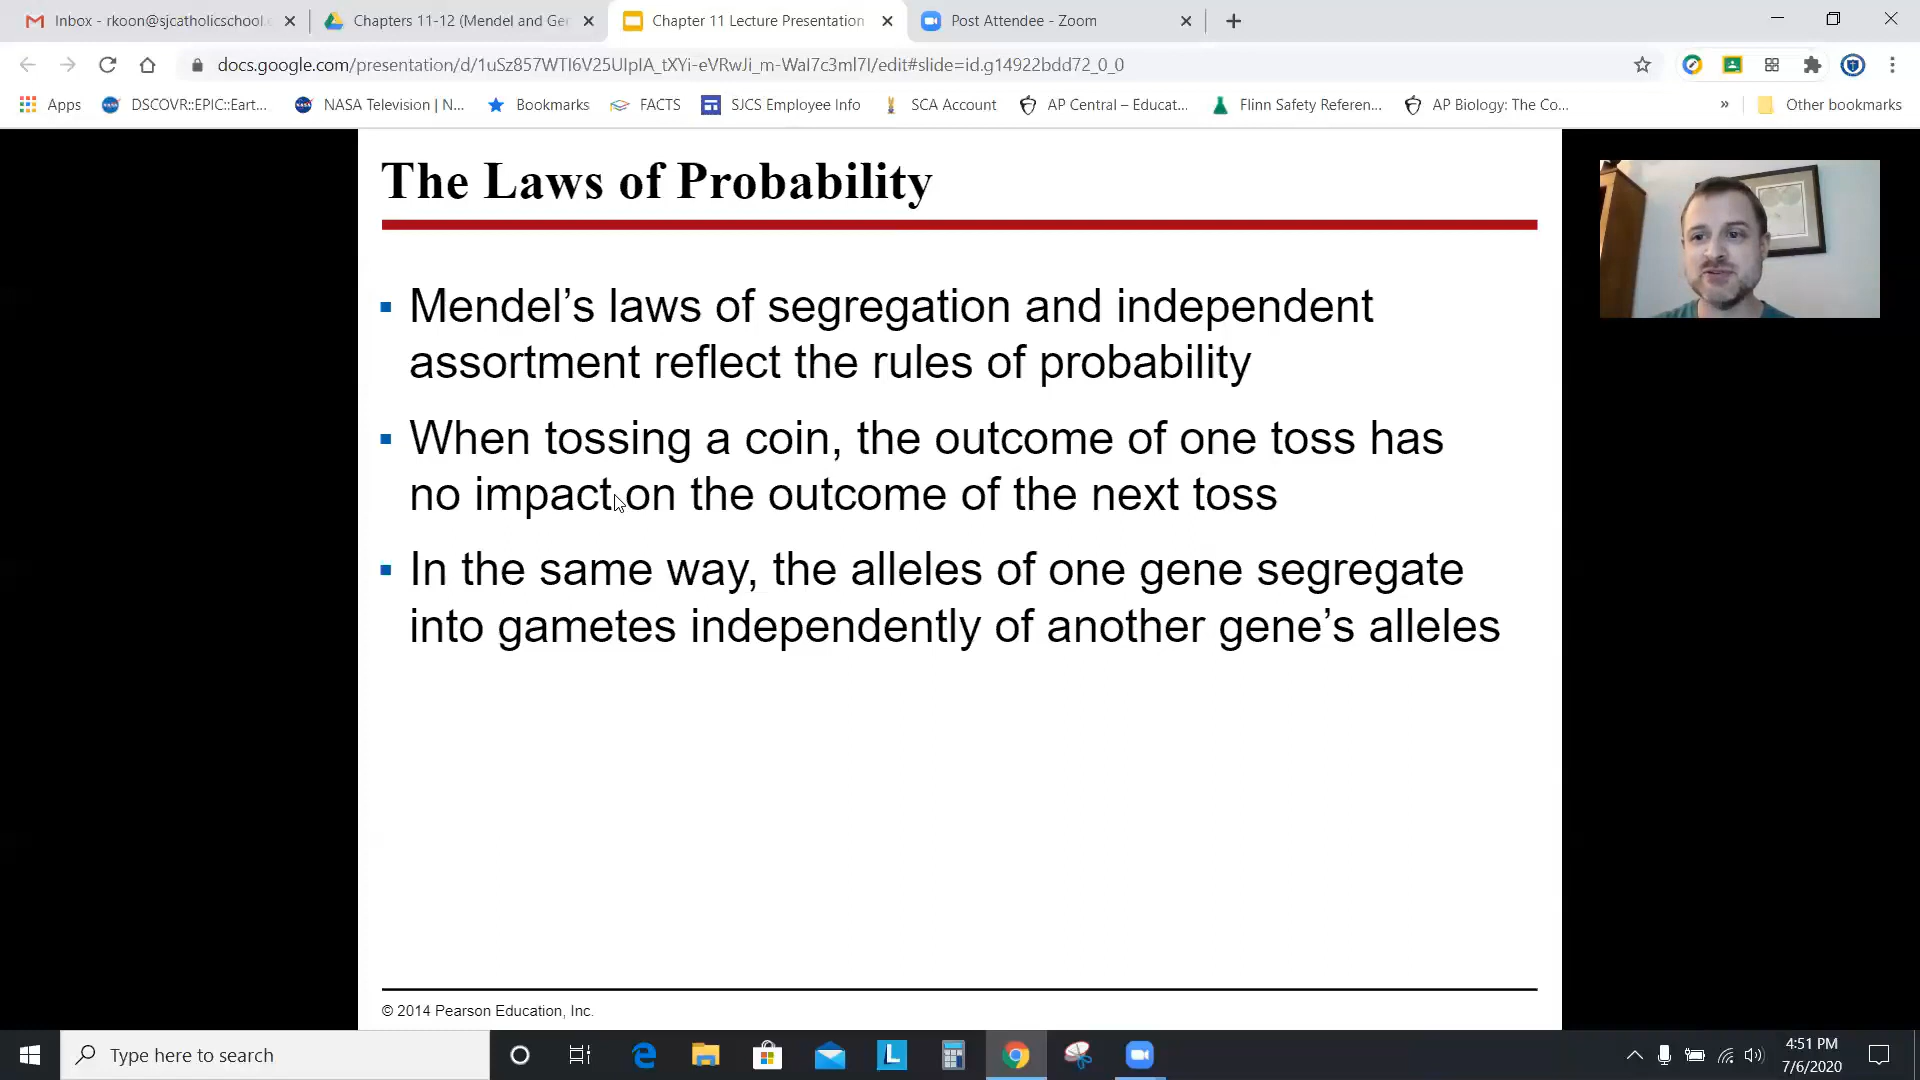 Inbox - rkoon@sjcatholicschool.e
Chapters 11-12 (Mendel and Ge
Chapter 11 Lecture Presentation
Post Attendee - Zoom
docs.google.com/presentation/d/1uSz857WTI6V25UIpIA_tXYi-eVRwJi_m-WaI7c3mI7I/edit#slide=id.g14922bdd72_0_0
Apps
DSCOVR::EPIC::Eart...
NASA Television | N...
Bookmarks
FACTS
SJCS Employee Info
SCA Account
AP Central – Educat...
Flinn Safety Referen...
AP Biology: The Co...
»
Other bookmarks
The Laws of Probability
Mendel’s laws of segregation and independent
assortment reflect the rules of probability
When tossing a coin, the outcome of one toss has
no impact on the outcome of the next toss
In the same way, the alleles of one gene segregate
into gametes independently of another gene’s alleles
© 2014 Pearson Education, Inc.
Type here to search
L
4:51 PM
7/6/2020